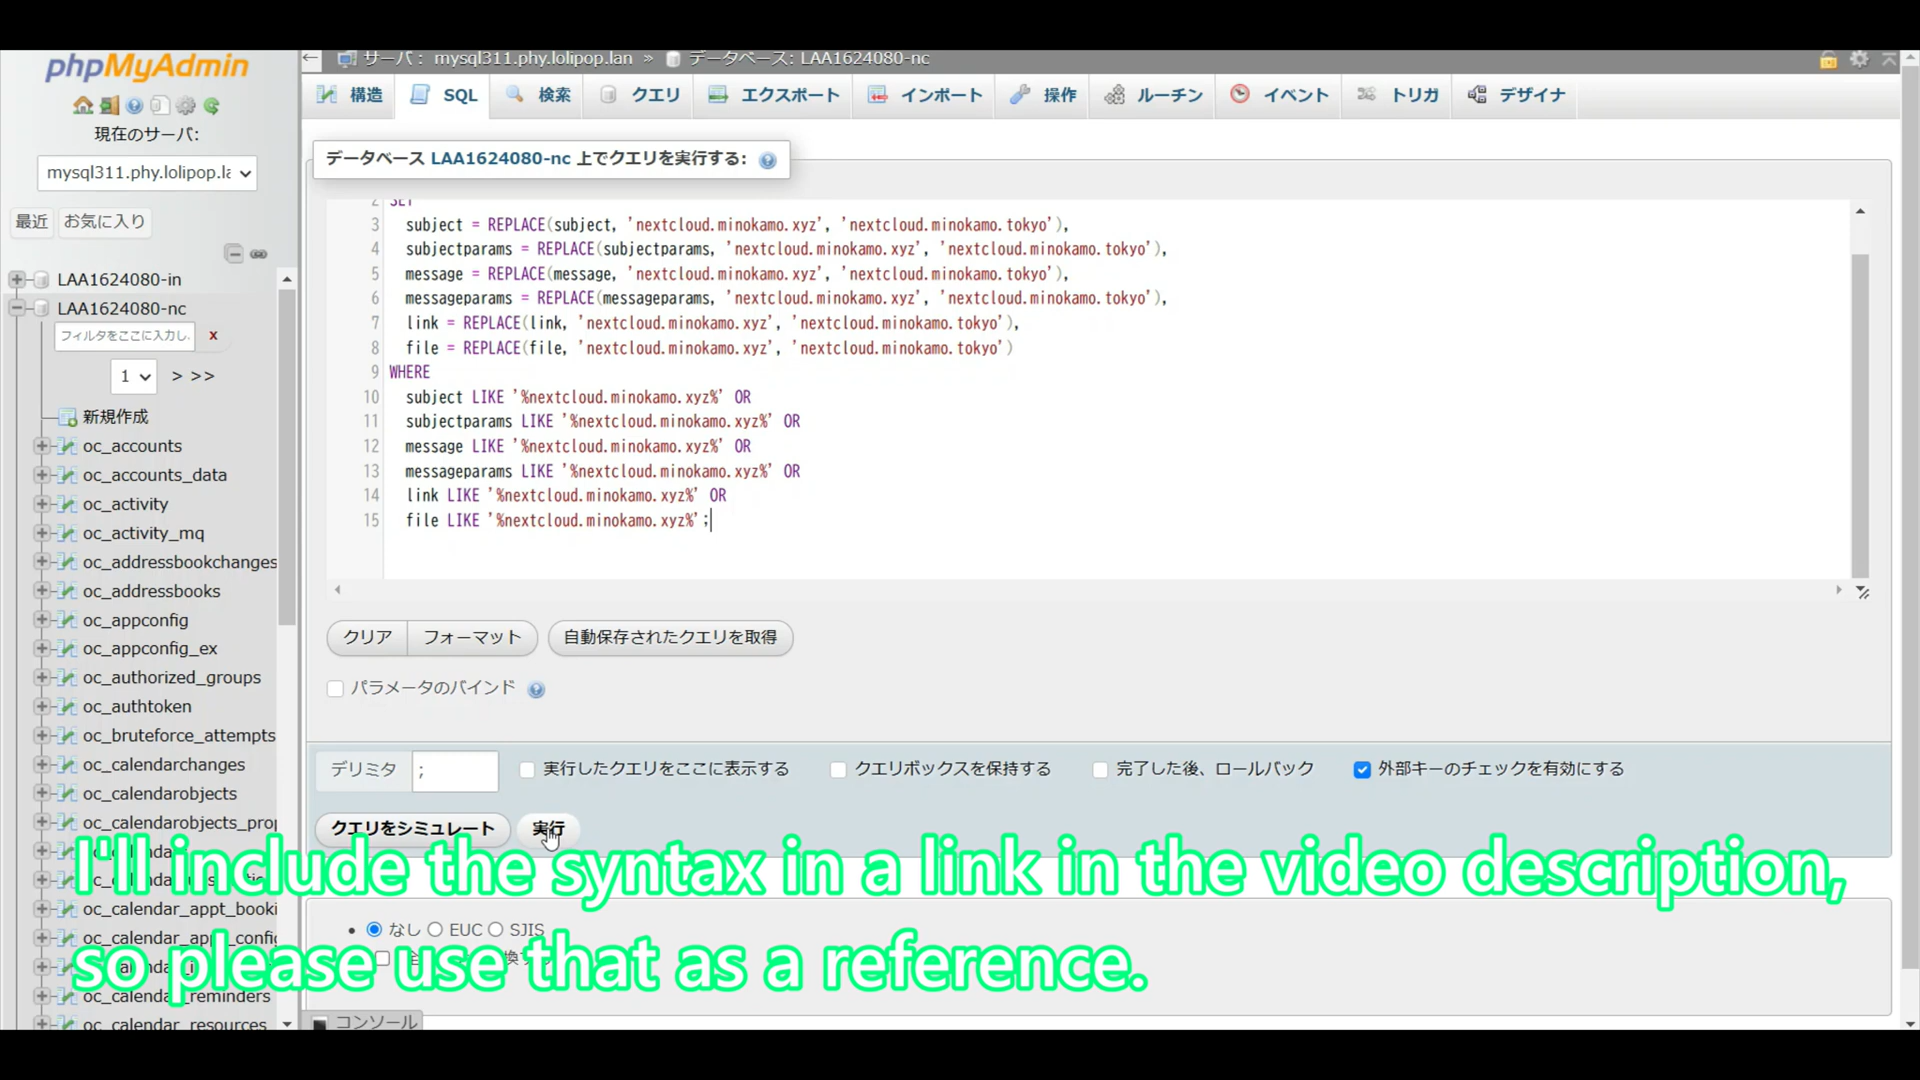 phpMyAdmin
現在のサーバ:
mysql311.phy.lolipop.la
最近 お気に入り
LAA1624080-in
LAA1624080-nc
フィルタをここに入力し、 x
1 > >>
新規作成
oc_accounts
oc_accounts_data
oc_activity
oc_activity_mq
oc_addressbookchanges
oc_addressbooks
oc_appconfig
oc_appconfig_ex
oc_authorized_groups
oc_authtoken
oc_bruteforce_attempts
oc_calendarchanges
oc_calendarobjects
oc_calendarobjects_prop
oc_calendar_appt_booki
oc_calendar_appt_config
oc_calendar_reminders
oc_calendar_resources
サーバ: mysql311.phy.lolipop.lan » データベース: LAA1624080-nc
構造 SQL 検索 クエリ エクスポート インポート 操作 ルーチン イベント トリガ デザイナ
データベース LAA1624080-nc 上でクエリを実行する:
2 SET
3 subject = REPLACE(subject, 'nextcloud.minokamo.xyz', 'nextcloud.minokamo.tokyo'),
4 subjectparams = REPLACE(subjectparams, 'nextcloud.minokamo.xyz', 'nextcloud.minokamo.tokyo'),
5 message = REPLACE(message, 'nextcloud.minokamo.xyz', 'nextcloud.minokamo.tokyo'),
6 messageparams = REPLACE(messageparams, 'nextcloud.minokamo.xyz', 'nextcloud.minokamo.tokyo'),
7 link = REPLACE(link, 'nextcloud.minokamo.xyz', 'nextcloud.minokamo.tokyo'),
8 file = REPLACE(file, 'nextcloud.minokamo.xyz', 'nextcloud.minokamo.tokyo')
9 WHERE
10 subject LIKE '%nextcloud.minokamo.xyz%' OR
11 subjectparams LIKE '%nextcloud.minokamo.xyz%' OR
12 message LIKE '%nextcloud.minokamo.xyz%' OR
13 messageparams LIKE '%nextcloud.minokamo.xyz%' OR
14 link LIKE '%nextcloud.minokamo.xyz%' OR
15 file LIKE '%nextcloud.minokamo.xyz%';
クリア フォーマット 自動保存されたクエリを取得
パラメータのバインド
デリミタ ; 実行したクエリをここに表示する クエリボックスを保持する 完了した後、ロールバック 外部キーのチェックを有効にする
クエリをシミュレート 実行
I'll include the syntax in a link in the video description,
so please use that as a reference.
なし EUC SJIS
コンソール